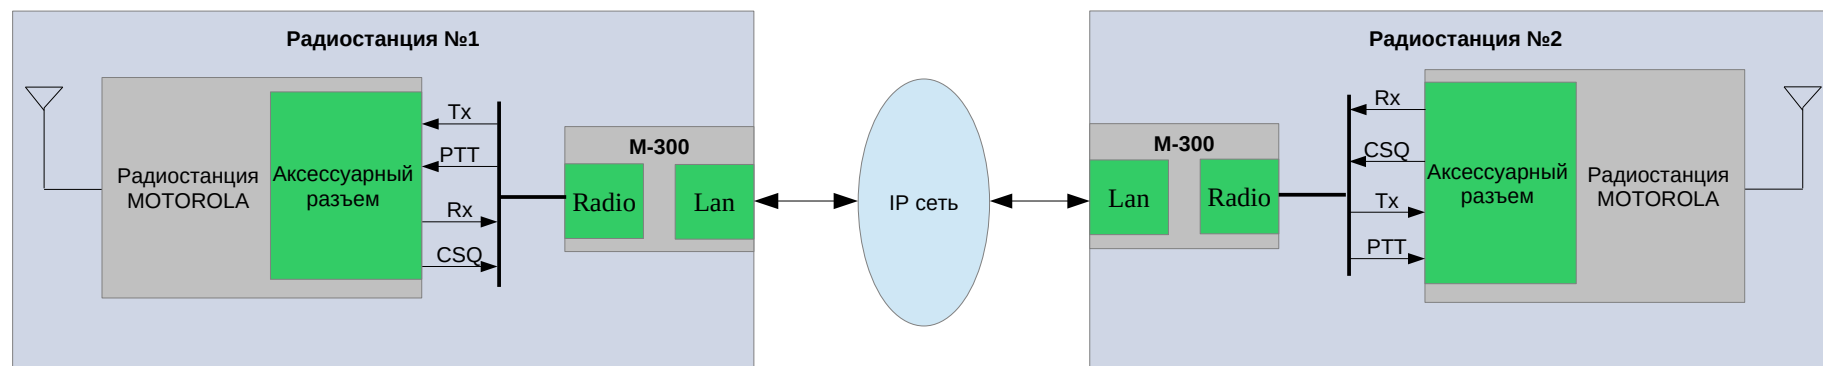 Радиостанция №1
Радиостанция
MOTOROLA
Аксессуарный
разъем
Tx
PTT
Rx
CSQ
M-300
Radio
Lan
IP сеть
Радиостанция №2
M-300
Lan
Radio
Rx
CSQ
Tx
PTT
Аксессуарный
разъем
Радиостанция
MOTOROLA